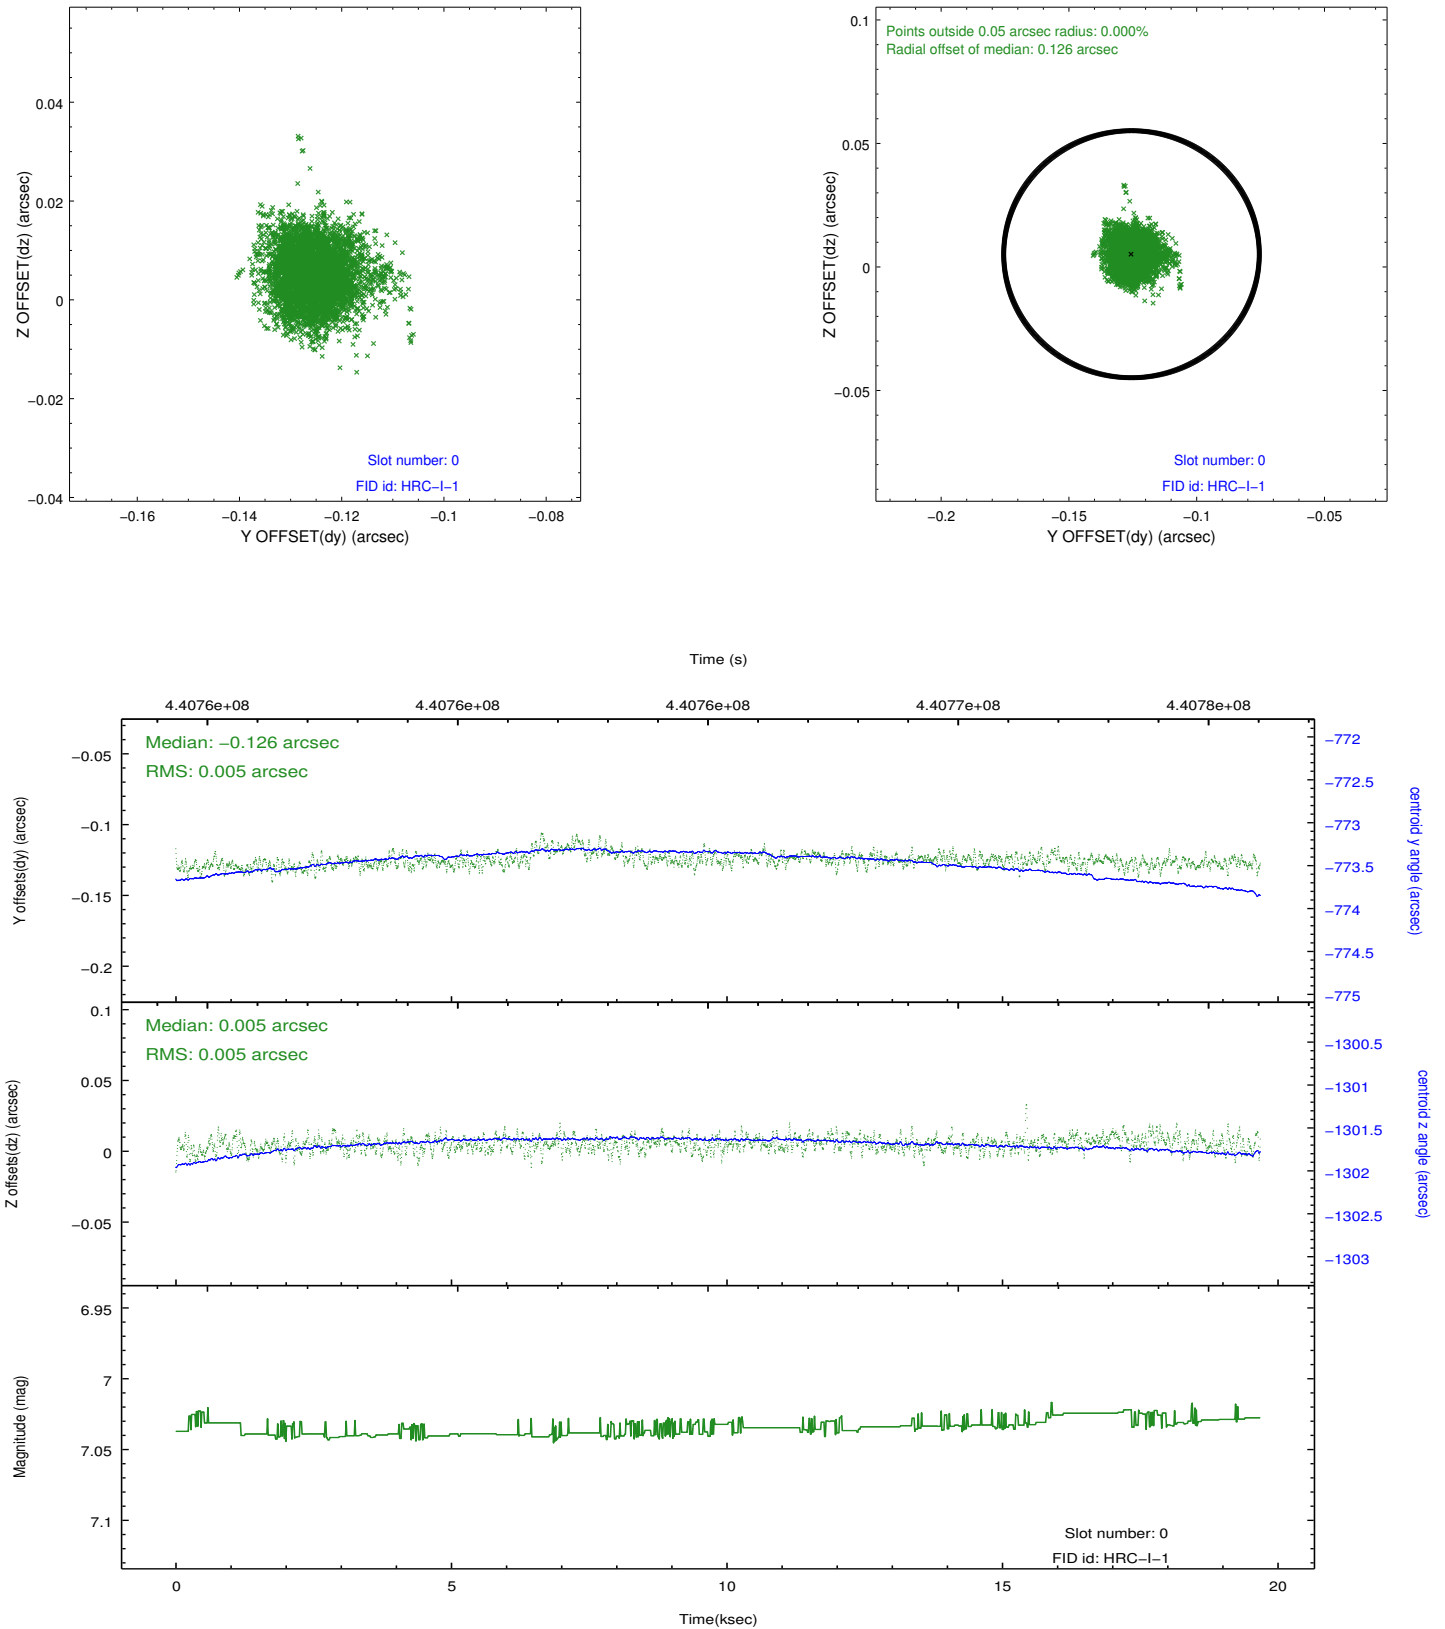 0.04
0.02
0
−0.02
−0.04
Z OFFSET(dz) (arcsec)
Slot number: 0
FID id: HRC−I−1
−0.16
−0.14
−0.12
−0.1
−0.08
Y OFFSET(dy) (arcsec)
Points outside 0.05 arcsec radius: 0.000%
Radial offset of median: 0.126 arcsec
0.1
0.05
0
−0.05
Z OFFSET(dz) (arcsec)
Slot number: 0
FID id: HRC−I−1
−0.2
−0.15
−0.1
−0.05
Y OFFSET(dy) (arcsec)
Time (s)
4.4076e+08
4.4076e+08
4.4076e+08
4.4077e+08
4.4078e+08
Median: −0.126 arcsec
RMS: 0.005 arcsec
−0.05
−0.1
−0.15
−0.2
Y offsets(dy) (arcsec)
−772
−772.5
−773
−773.5
−774
−774.5
−775
centroid y angle (arcsec)
Median: 0.005 arcsec
RMS: 0.005 arcsec
0.1
0.05
0
−0.05
Z offsets(dz) (arcsec)
−1300.5
−1301
−1301.5
−1302
−1302.5
−1303
centroid z angle (arcsec)
6.95
7
7.05
7.1
Magnitude (mag)
Slot number: 0
FID id: HRC−I−1
0
5
10
15
20
Time(ksec)